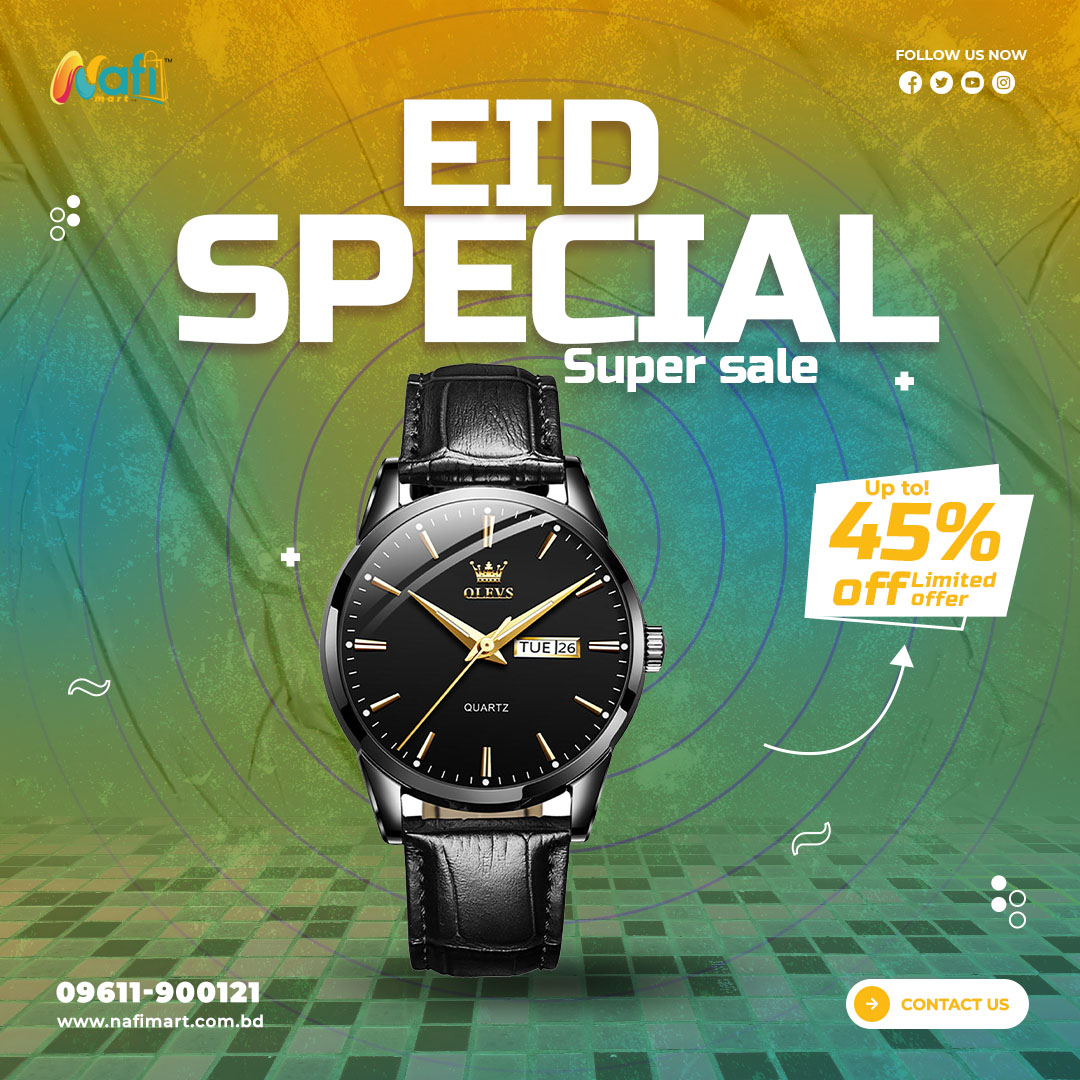 Nafi
TM
mart
FOLLOW US NOW
EID
SPECIAL
Super sale
Up to!
45%
off Limited
offer
OLEVS
TUE 26
QUARTZ
09611-900121
www.nafimart.com.bd
CONTACT US